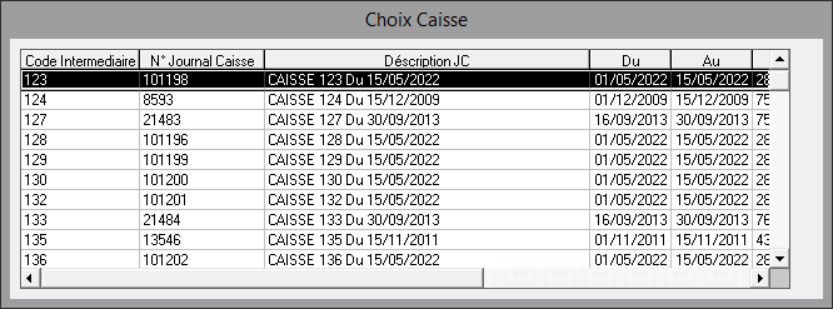 Choix Caisse
Code Intermediaire N° Journal Caisse Déscription JC Du Au
123 101198 CAISSE 123 Du 15/05/2022 01/05/2022 15/05/2022 28
124 8593 CAISSE 124 Du 15/12/2009 01/12/2009 15/12/2009 75
127 21483 CAISSE 127 Du 30/09/2013 16/09/2013 30/09/2013 75
128 101196 CAISSE 128 Du 15/05/2022 01/05/2022 15/05/2022 28
129 101199 CAISSE 129 Du 15/05/2022 01/05/2022 15/05/2022 28
130 101200 CAISSE 130 Du 15/05/2022 01/05/2022 15/05/2022 28
132 101201 CAISSE 132 Du 15/05/2022 01/05/2022 15/05/2022 28
133 21484 CAISSE 133 Du 30/09/2013 16/09/2013 30/09/2013 76
135 13546 CAISSE 135 Du 15/11/2011 01/11/2011 15/11/2011 43
136 101202 CAISSE 136 Du 15/05/2022 01/05/2022 15/05/2022 28